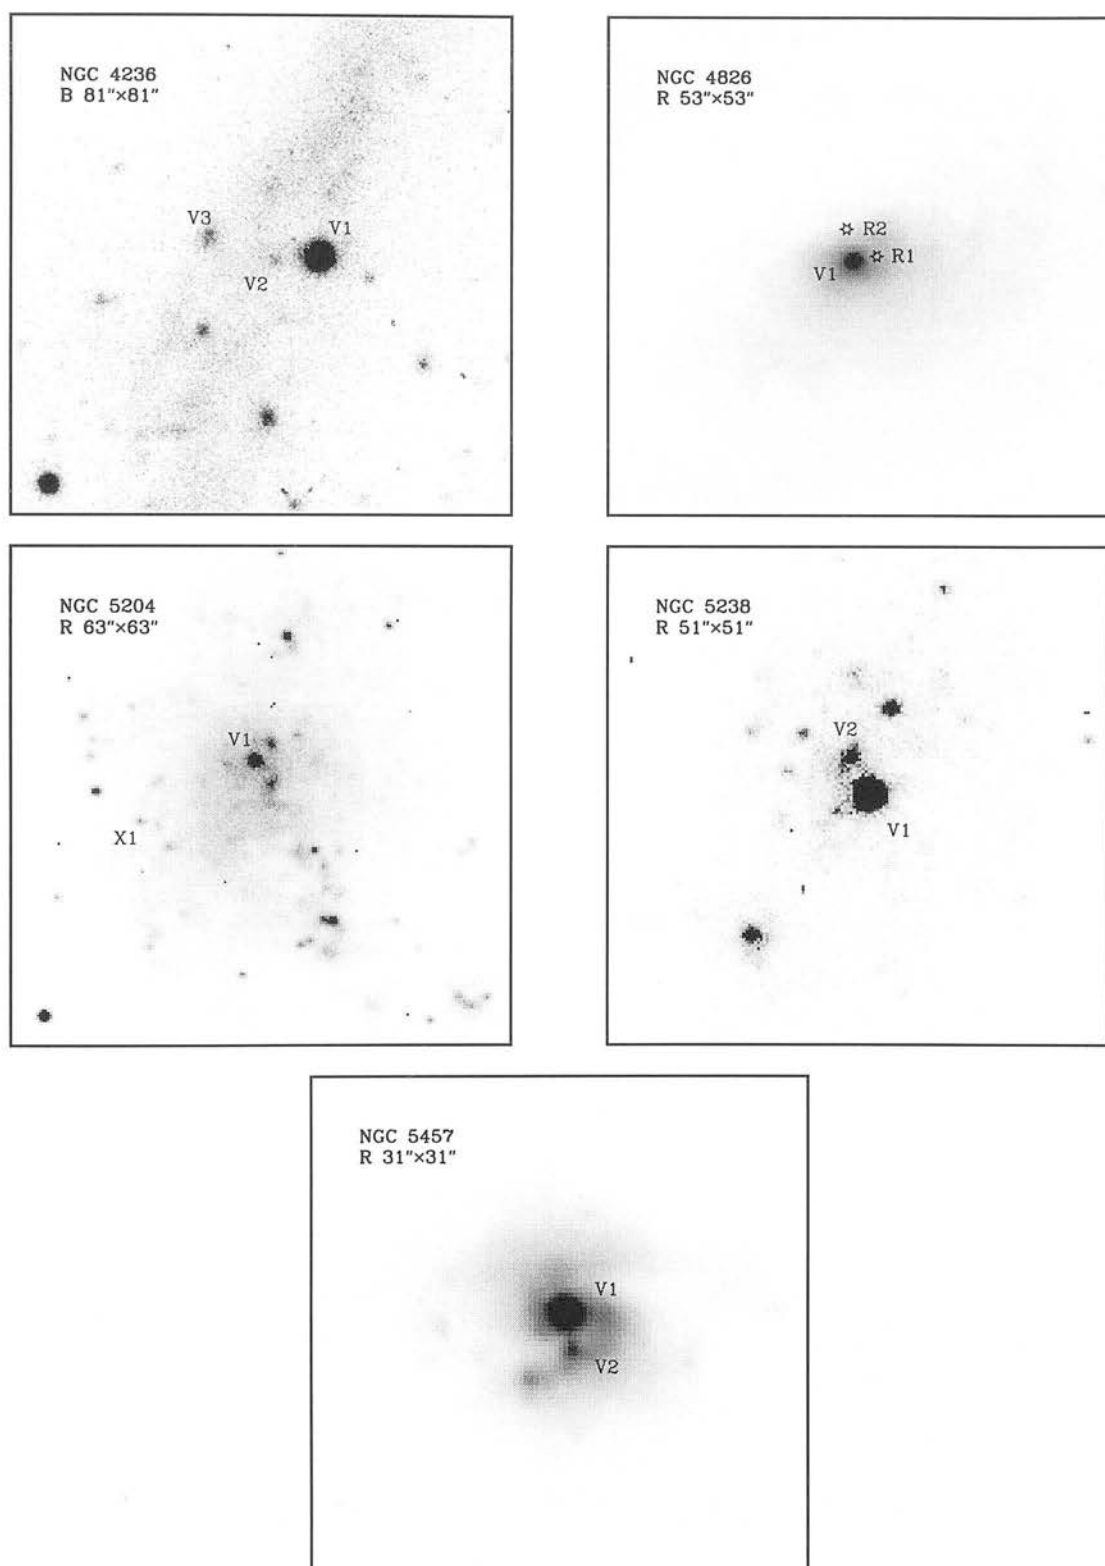 NGC 4236
B 81"×81"
V3
V1
V2
NGC 4826
R 53"×53"
R2
R1
V1
NGC 5204
R 63"×63"
V1
X1
NGC 5238
R 51"×51"
V2
V1
NGC 5457
R 31"×31"
V1
V2